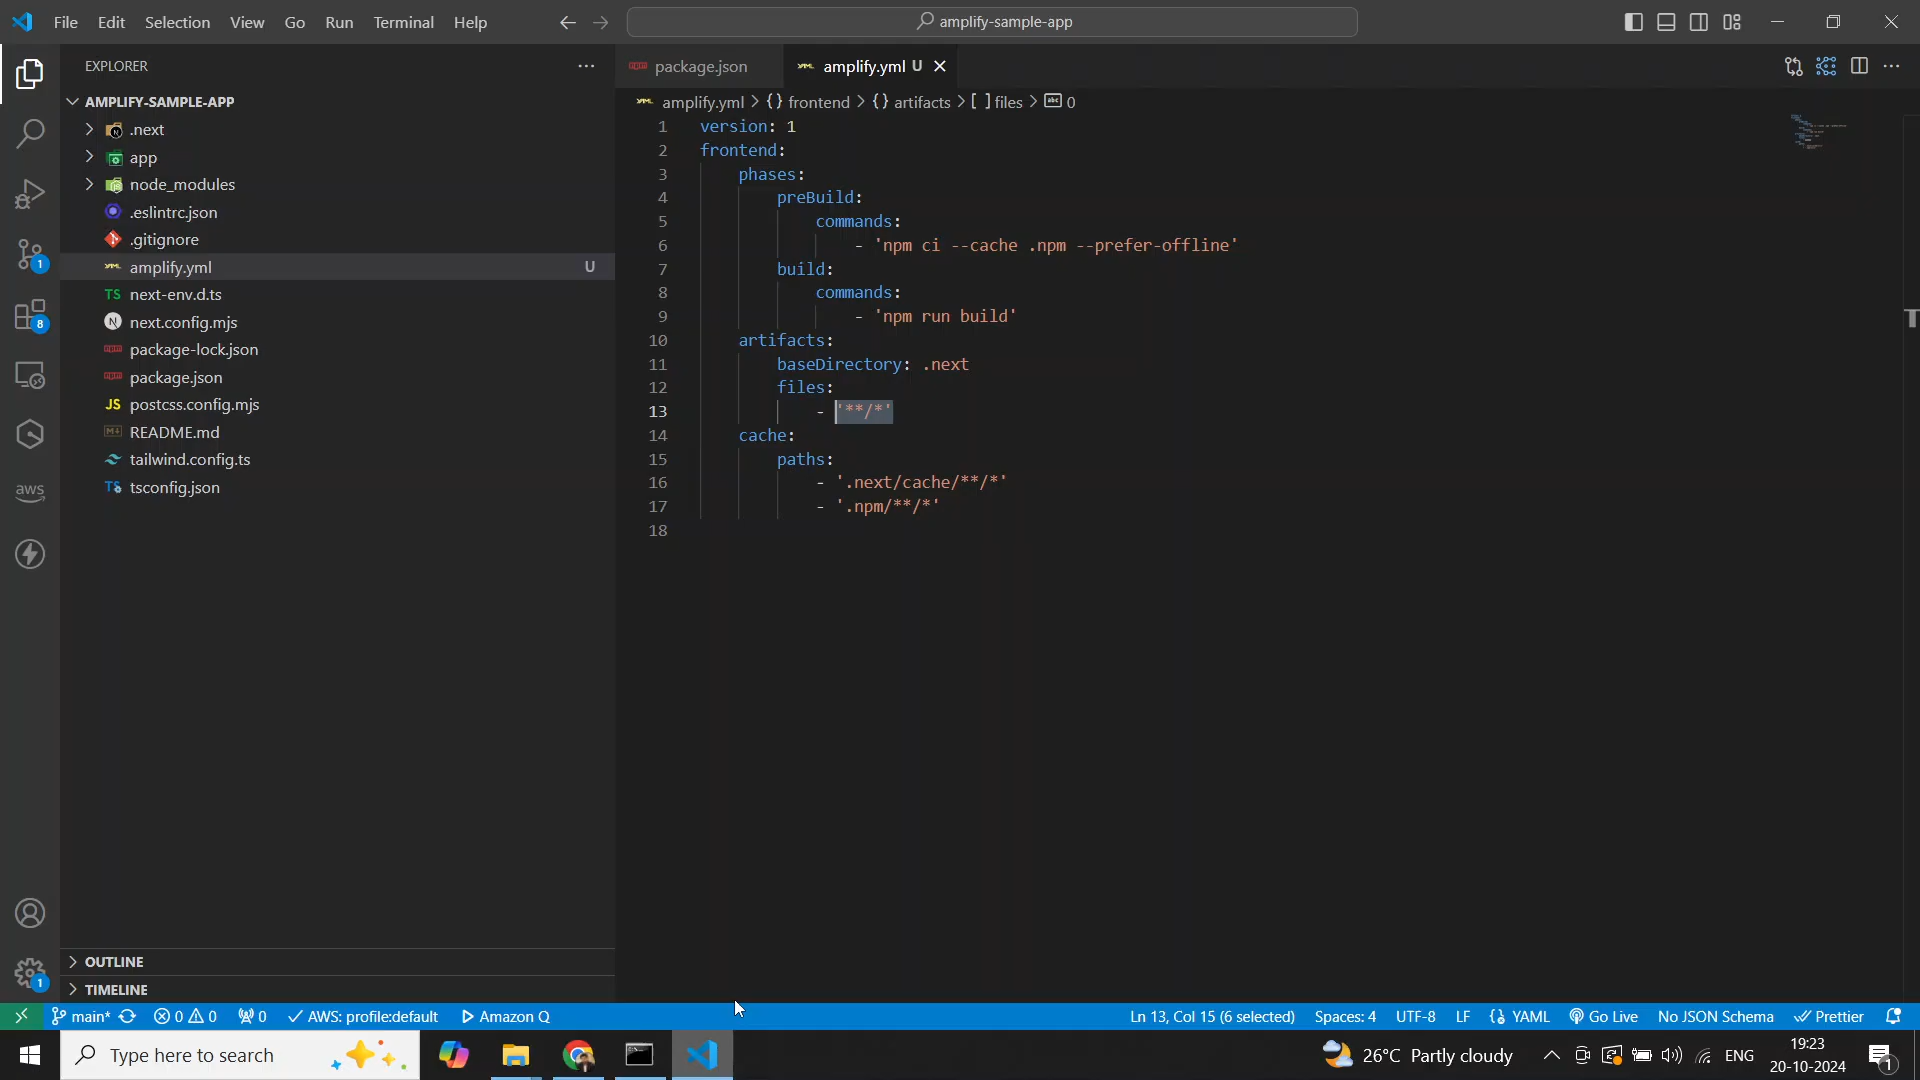 File Edit Selection View Go Run Terminal Help
amplify-sample-app
EXPLORER
AMPLIFY-SAMPLE-APP
.next
app
node_modules
.eslintrc.json
.gitignore
amplify.yml U
next-env.d.ts
next.config.mjs
package-lock.json
package.json
postcss.config.mjs
README.md
tailwind.config.ts
tsconfig.json
OUTLINE
TIMELINE
package.json
amplify.yml U
amplify.yml > {} frontend > {} artifacts > [ ] files > abc 0
1 version: 1
2 frontend:
3 phases:
4 preBuild:
5 commands:
6 - 'npm ci --cache .npm --prefer-offline'
7 build:
8 commands:
9 - 'npm run build'
10 artifacts:
11 baseDirectory: .next
12 files:
13 - '**/*'
14 cache:
15 paths:
16 - '.next/cache/**/*'
17 - '.npm/**/*'
18
1
8
aws
1
main* 0 0 0 AWS: profile:default Amazon Q
Ln 13, Col 15 (6 selected) Spaces: 4 UTF-8 LF {} YAML Go Live No JSON Schema Prettier
Type here to search
26°C Partly cloudy
ENG
19:23
20-10-2024
1